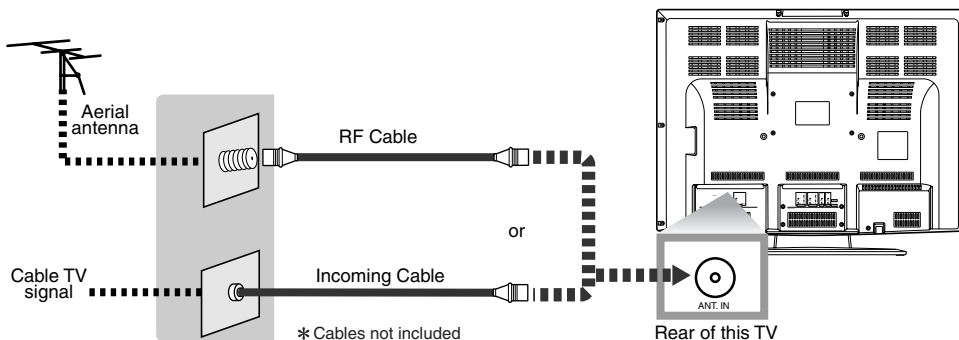 Aerial
antenna
RF Cable
or
Cable TV
signal
Incoming Cable
* Cables not included
ANT. IN
Rear of this TV